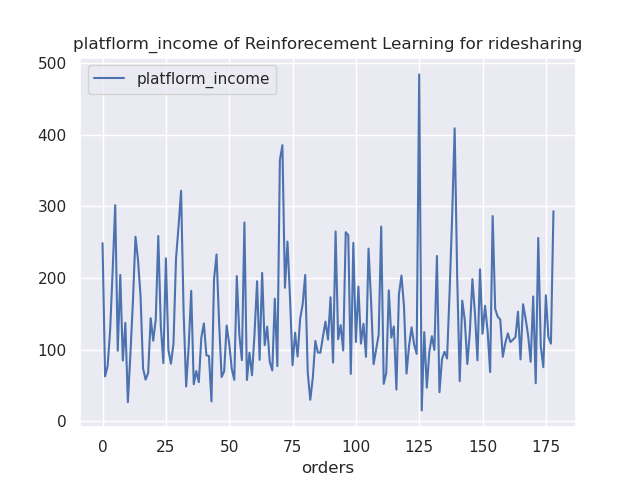 platflorm_income of Reinforecement Learning for ridesharing
platflorm_income
500
400
300
200
100
0
0 25 50 75 100 125 150 175
orders